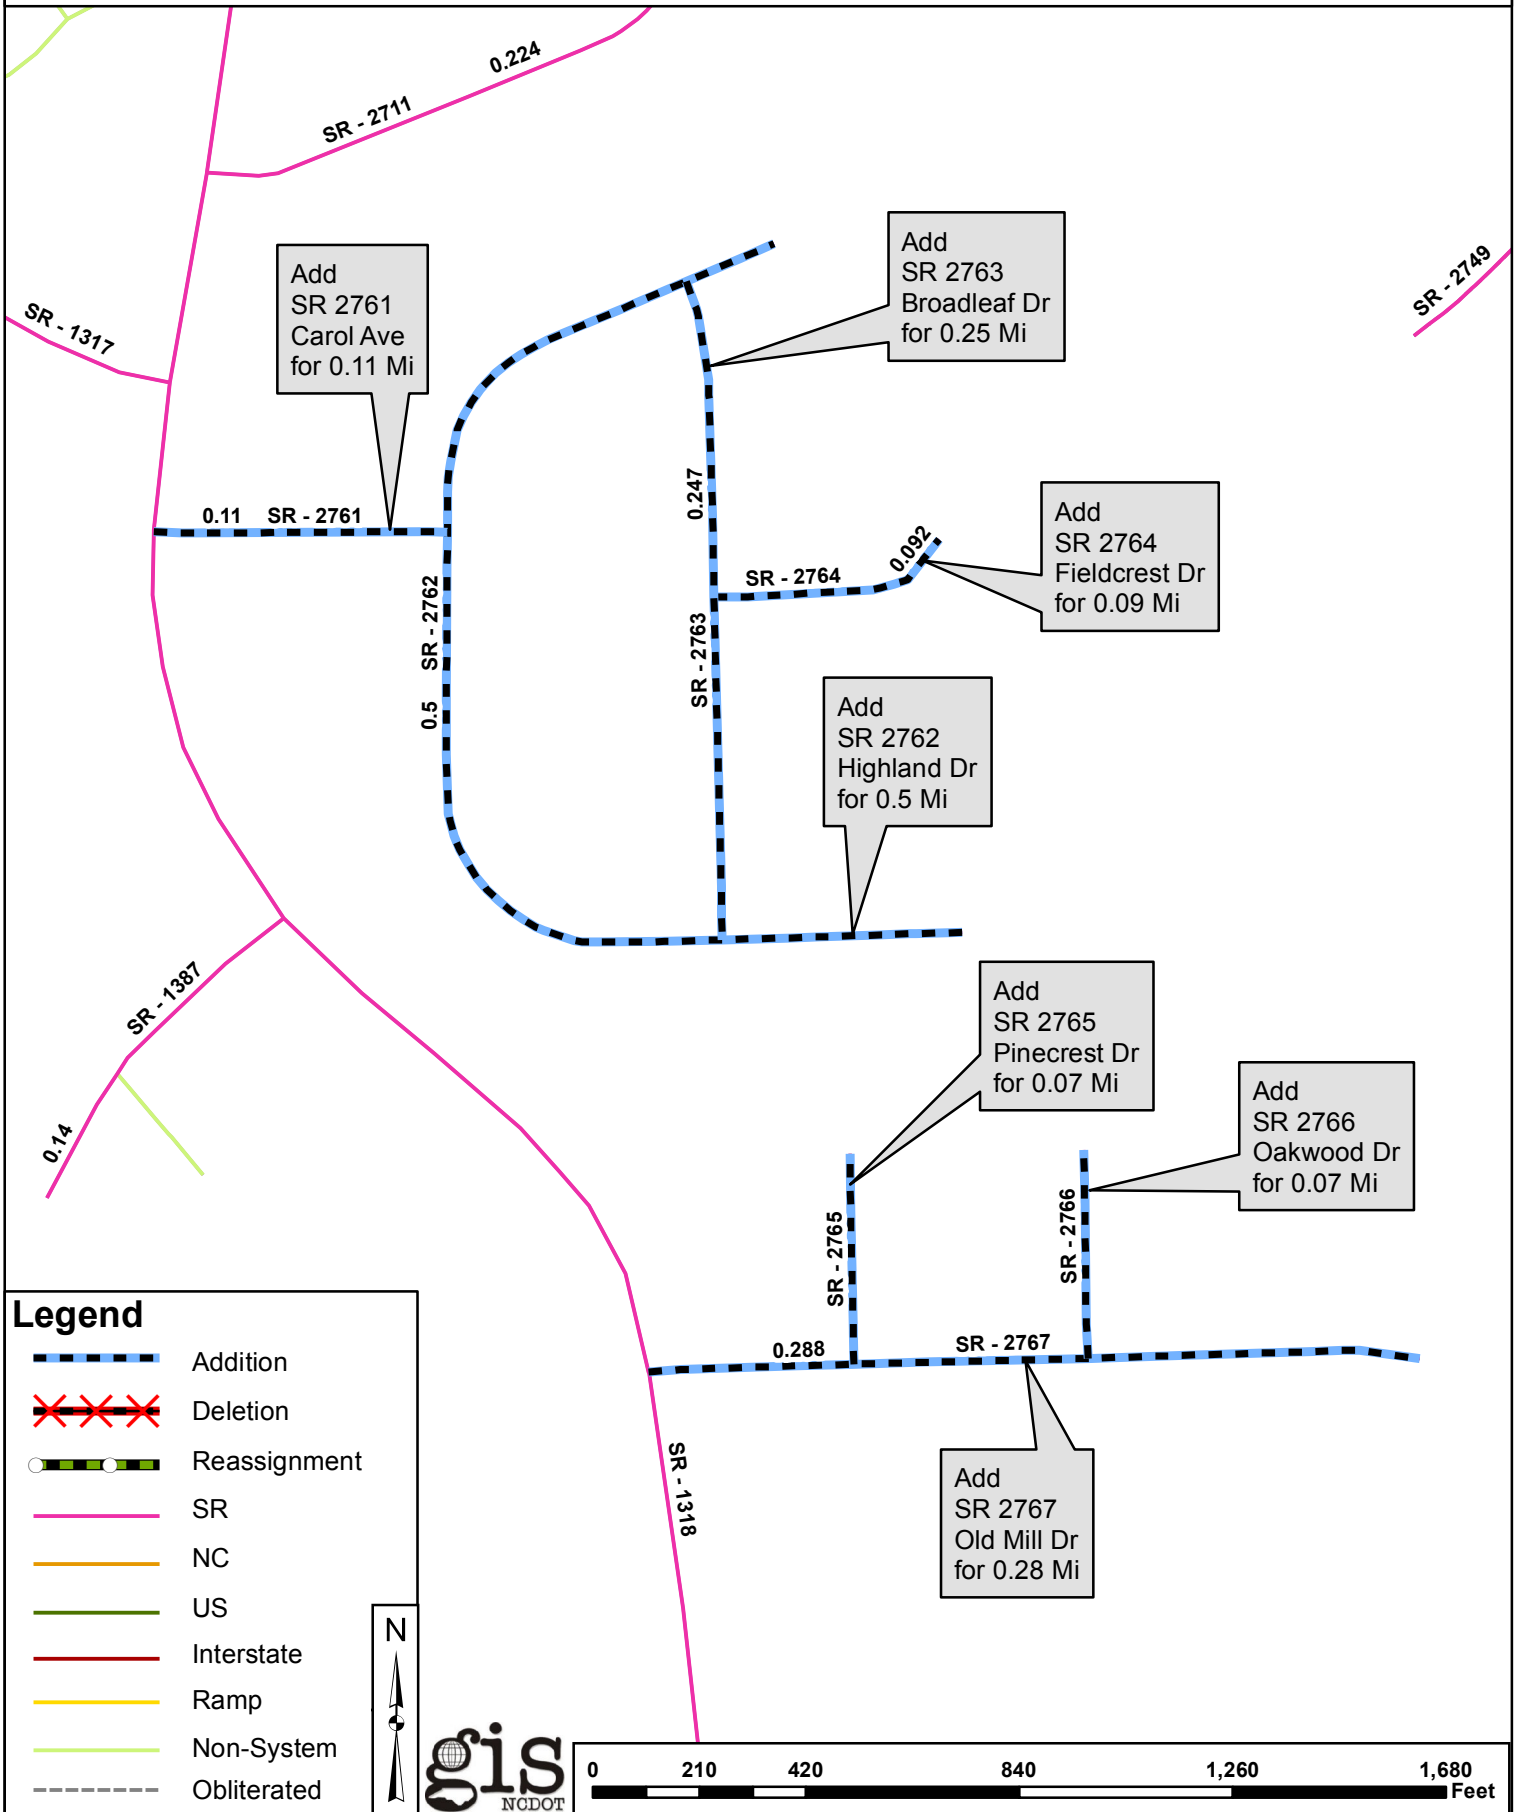 0.224
SR - 2711
Add
SR 2763
Broadleaf Dr
for 0.25 Mi
Add
SR 2761
Carol Ave
for 0.11 Mi
SR - 2749
SR - 1317
0.247
0.11 SR - 2761
Add
SR 2764
Fieldcrest Dr
for 0.09 Mi
0.092
SR - 2764
SR - 2762
0.5
SR - 2763
Add
SR 2762
Highland Dr
for 0.5 Mi
SR - 1387
0.14
Add
SR 2765
Pinecrest Dr
for 0.07 Mi
Add
SR 2766
Oakwood Dr
for 0.07 Mi
SR - 2765
SR - 2766
0.288
SR - 2767
SR - 1318
Add
SR 2767
Old Mill Dr
for 0.28 Mi
Legend
Addition
Deletion
Reassignment
SR
NC
US
Interstate
Ramp
Non-System
Obliterated
N
gis
NCDOT
0 210 420 840 1,260 1,680
Feet